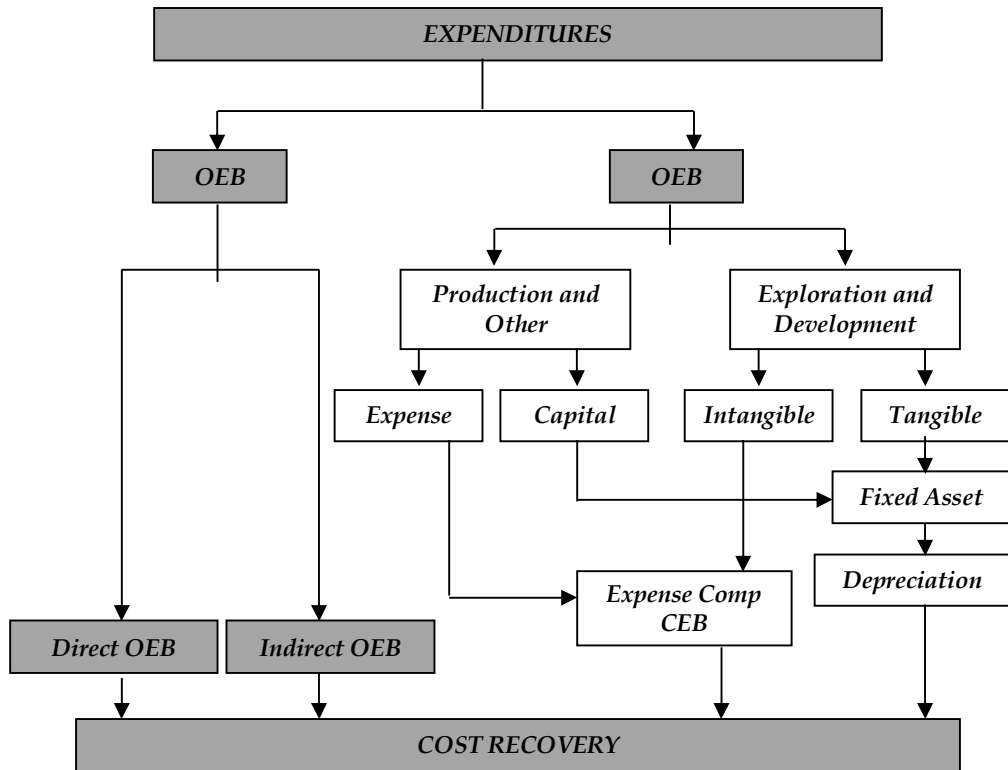 EXPENDITURES
OEB
OEB
Production and
Other
Exploration and
Development
Expense
Capital
Intangible
Tangible
Fixed Asset
Depreciation
Expense Comp
CEB
Direct OEB
Indirect OEB
COST RECOVERY